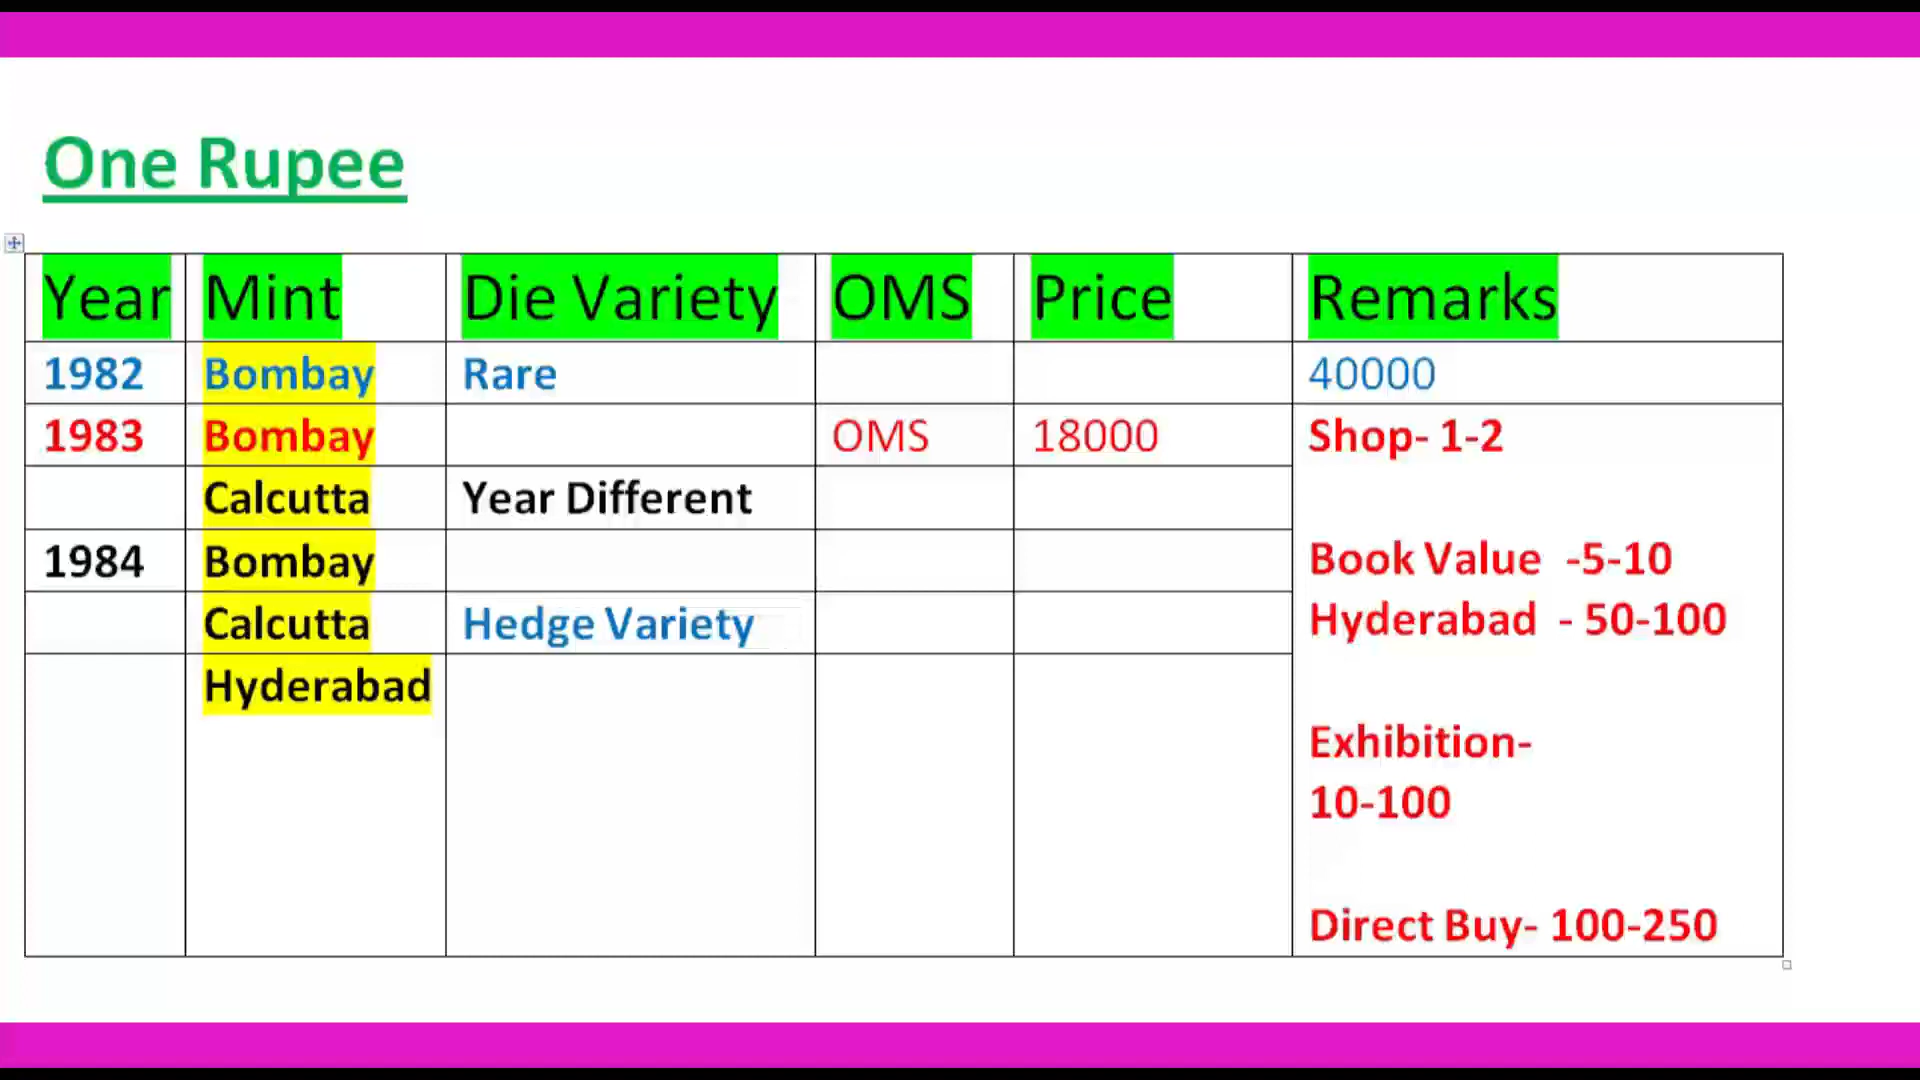 One Rupee
Year Mint Die Variety OMS Price Remarks
1982 Bombay Rare 40000
1983 Bombay OMS 18000 Shop- 1-2
Calcutta Year Different
1984 Bombay Book Value -5-10
Calcutta Hedge Variety Hyderabad - 50-100
Hyderabad
Exhibition-
10-100
Direct Buy- 100-250